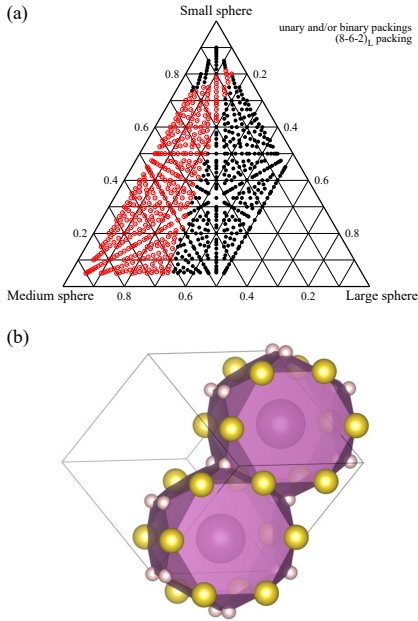 (a)
Small sphere
unary and/or binary packings
(8-6-2)L packing
0.8
0.2
0.6
0.4
0.4
0.6
0.2
0.8
Medium sphere 0.8 0.6 0.4 0.2 Large sphere
(b)